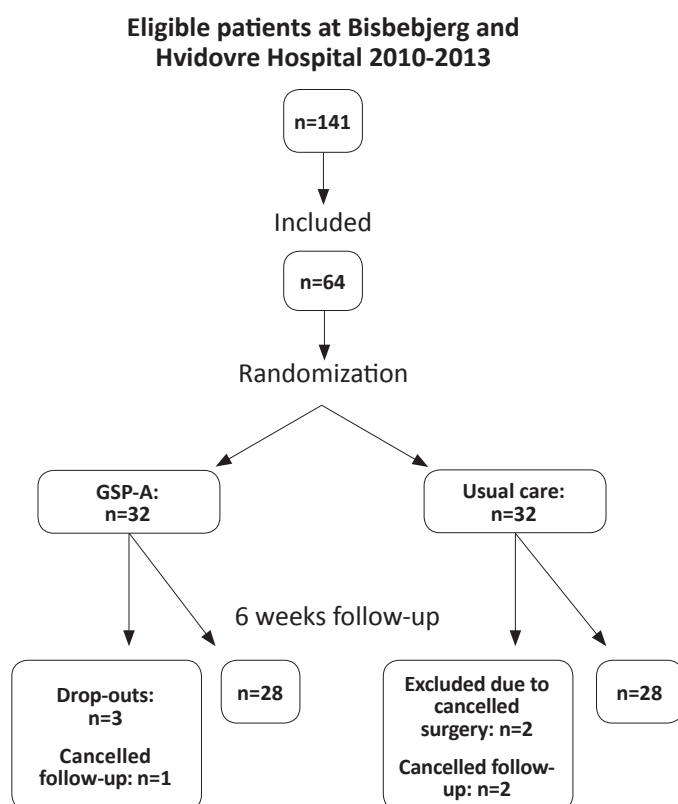 Eligible patients at Bisbebjerg and
Hvidovre Hospital 2010-2013
n=141
Included
n=64
Randomization
GSP-A:
n=32
Usual care:
n=32
6 weeks follow-up
Drop-outs:
n=3
Cancelled
follow-up: n=1
n=28
Excluded due to
cancelled
surgery: n=2
Cancelled follow-
up: n=2
n=28